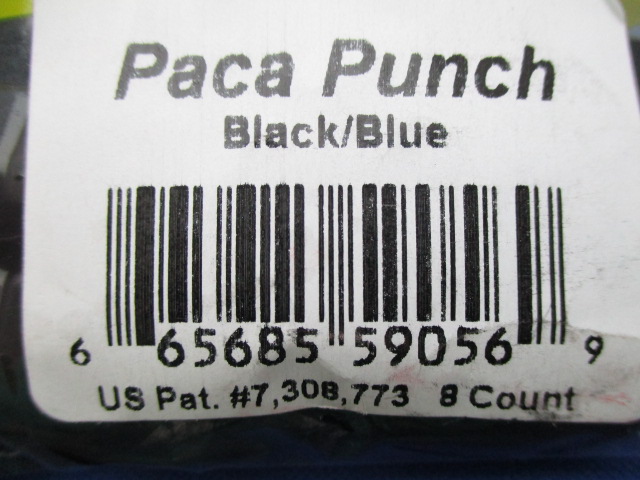 Paca Punch
Black/Blue
6 65685 59056 9
US Pat. #7,308,773 8 Count